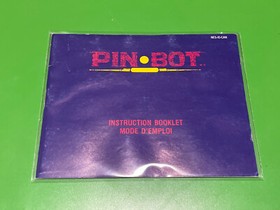 PIN•BOT
INSTRUCTION BOOKLET
MODE D'EMPLOI